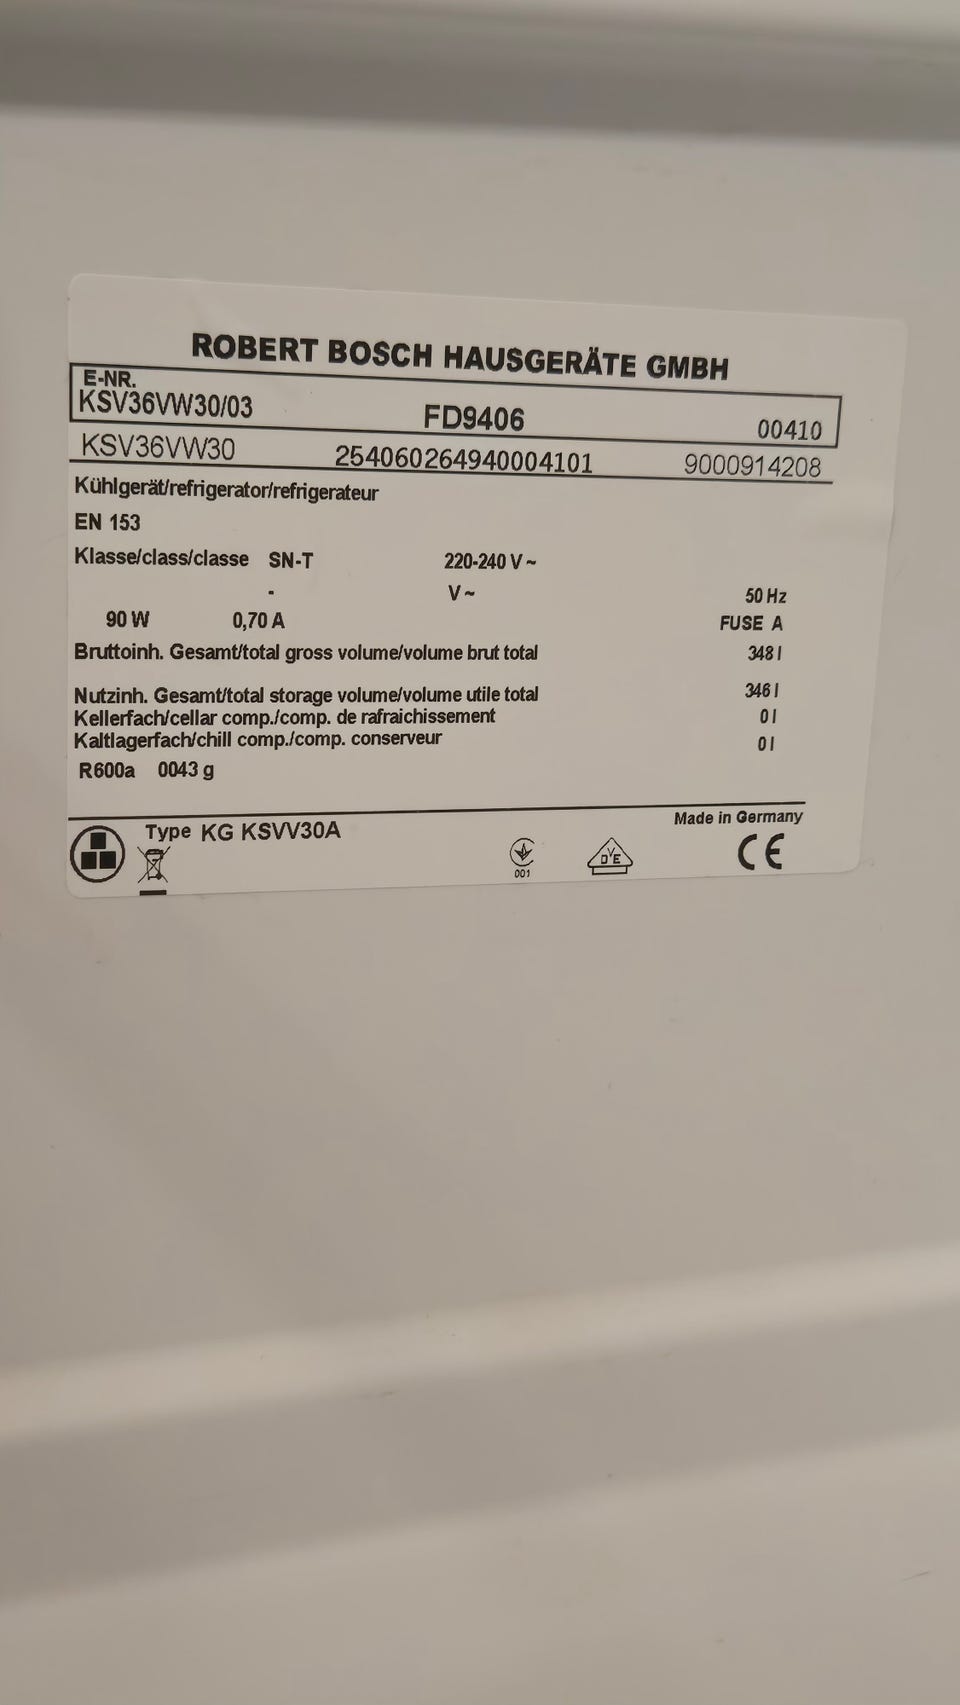 ROBERT BOSCH HAUSGERÄTE GMBH
E-NR.
KSV36VW30/03 FD9406 00410
KSV36VW30 254060264940004101 9000914208
Kühlgerät/refrigerator/refrigerateur
EN 153
Klasse/class/classe SN-T 220-240 V ~
- V ~ 50 Hz
90 W 0,70 A FUSE A
Bruttoinh. Gesamt/total gross volume/volume brut total 348 l
Nutzinh. Gesamt/total storage volume/volume utile total 346 l
Kellerfach/cellar comp./comp. de rafraichissement 0 l
Kaltlagerfach/chill comp./comp. conserveur 0 l
R600a 0043 g
Made in Germany
Type KG KSVV30A
001 DVE CE